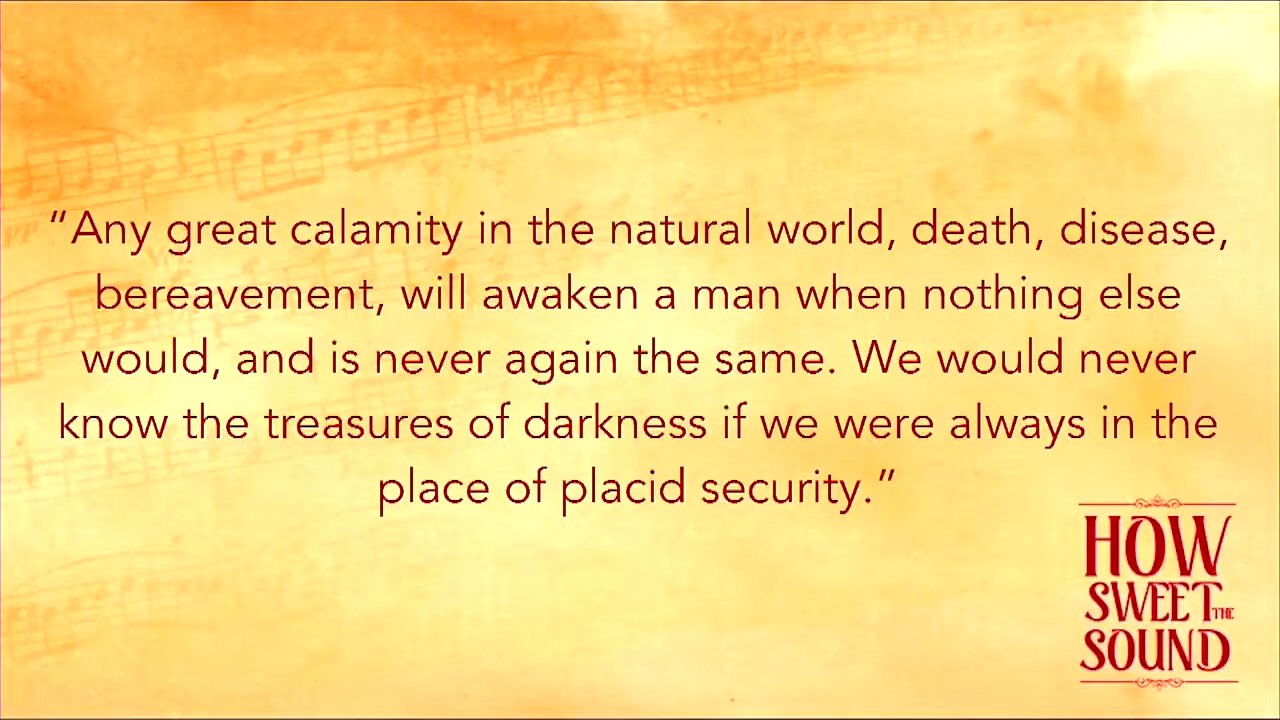 “Any great calamity in the natural world, death, disease,
bereavement, will awaken a man when nothing else
would, and is never again the same. We would never
know the treasures of darkness if we were always in the
place of placid security.”
HOW
SWEET THE
SOUND